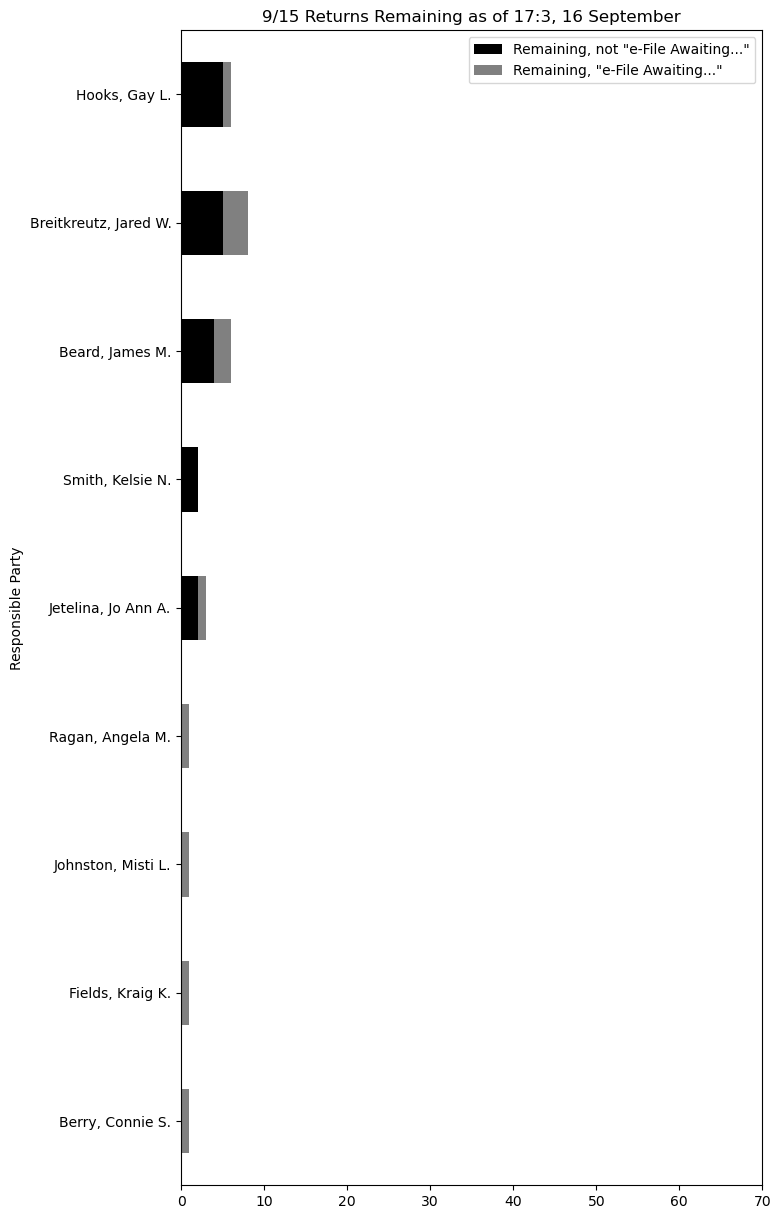 9/15 Returns Remaining as of 17:3, 16 September
Remaining, not "e-File Awaiting..."
Remaining, "e-File Awaiting..."
Hooks, Gay L.
Breitkreutz, Jared W.
Beard, James M.
Smith, Kelsie N.
Jetelina, Jo Ann A.
Ragan, Angela M.
Johnston, Misti L.
Fields, Kraig K.
Berry, Connie S.
Responsible Party
0 10 20 30 40 50 60 70